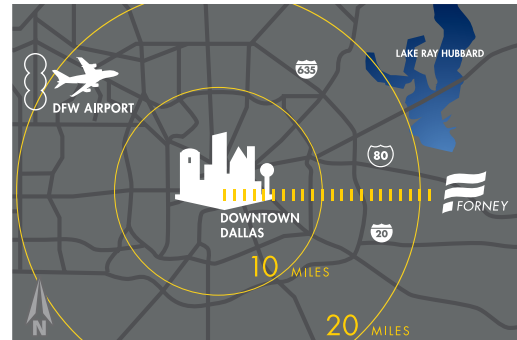 LAKE RAY HUBBARD
635
DFW AIRPORT
80
FORNEY
DOWNTOWN
DALLAS
20
10 MILES
20 MILES
N